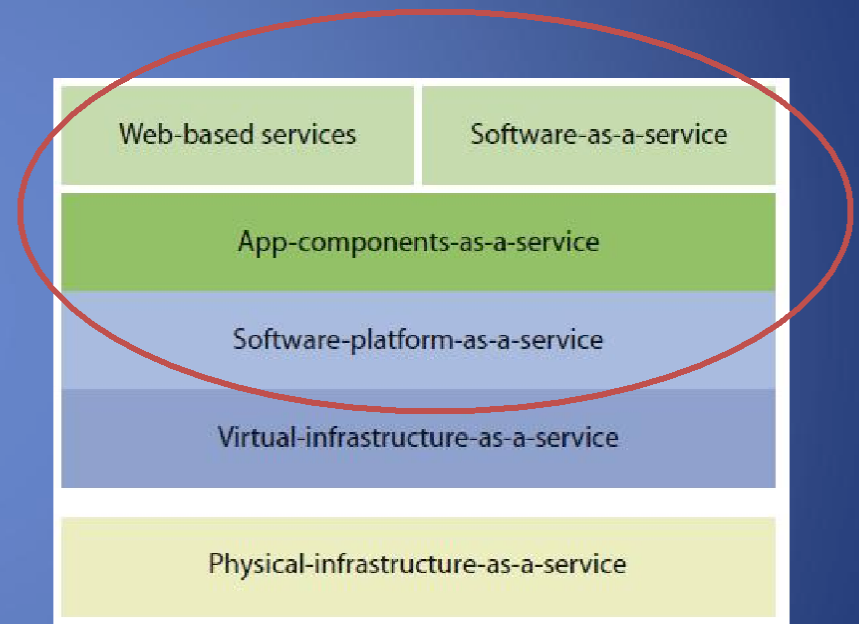 Web-based services
Software-as-a-service
App-components-as-a-service
Software-platform-as-a-service
Virtual-infrastructure-as-a-service
Physical-infrastructure-as-a-service